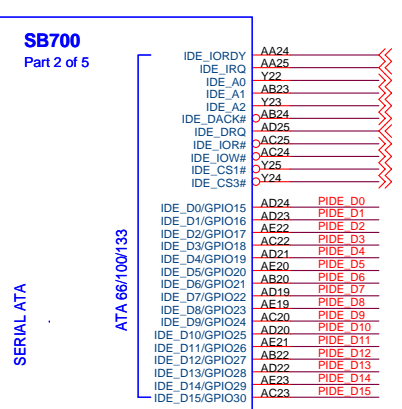 SB700
Part 2 of 5
SERIAL ATA
ATA 66/100/133
IDE_IORDY AA24
IDE_IRQ AA25
IDE_A0 Y22
IDE_A1 AB23
IDE_A2 Y23
IDE_DACK# AB24
IDE_DRQ AD25
IDE_IOR# AC25
IDE_IOW# AC24
IDE_CS1# Y25
IDE_CS3# Y24
IDE_D0/GPIO15 AD24 PIDE_D0
IDE_D1/GPIO16 AD23 PIDE_D1
IDE_D2/GPIO17 AE22 PIDE_D2
IDE_D3/GPIO18 AC22 PIDE_D3
IDE_D4/GPIO19 AD21 PIDE_D4
IDE_D5/GPIO20 AE20 PIDE_D5
IDE_D6/GPIO21 AB20 PIDE_D6
IDE_D7/GPIO22 AD19 PIDE_D7
IDE_D8/GPIO23 AE19 PIDE_D8
IDE_D9/GPIO24 AC20 PIDE_D9
IDE_D10/GPIO25 AD20 PIDE_D10
IDE_D11/GPIO26 AE21 PIDE_D11
IDE_D12/GPIO27 AB22 PIDE_D12
IDE_D13/GPIO28 AD22 PIDE_D13
IDE_D14/GPIO29 AE23 PIDE_D14
IDE_D15/GPIO30 AC23 PIDE_D15